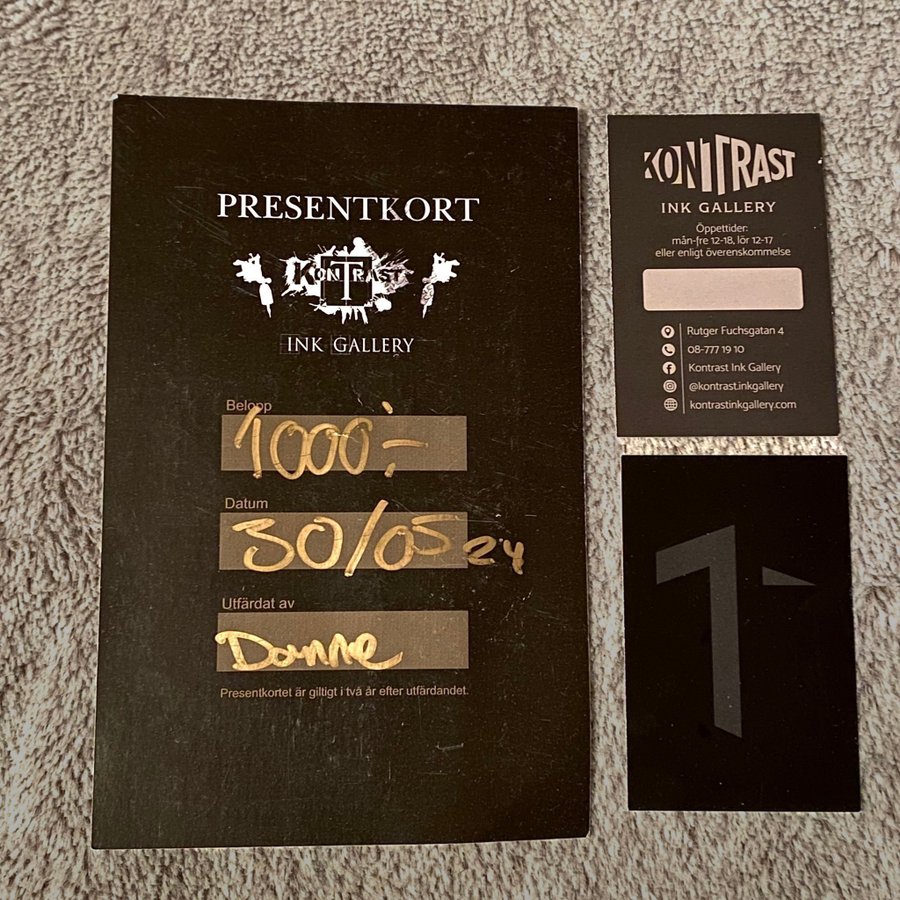 PRESENTKORT
KONTRAST
INK GALLERY
Belopp
1000:-
Datum
30/05 24
Utfärdat av
Danne
Presentkortet är giltigt i två år efter utfärdandet.
KONTRAST
INK GALLERY
Öppettider:
mån-fre 12-18, lör 12-17
eller enligt överenskommelse
Rutger Fuchsgatan 4
08-777 19 10
Kontrast Ink Gallery
@kontrast.inkgallery
kontrastinkgallery.com